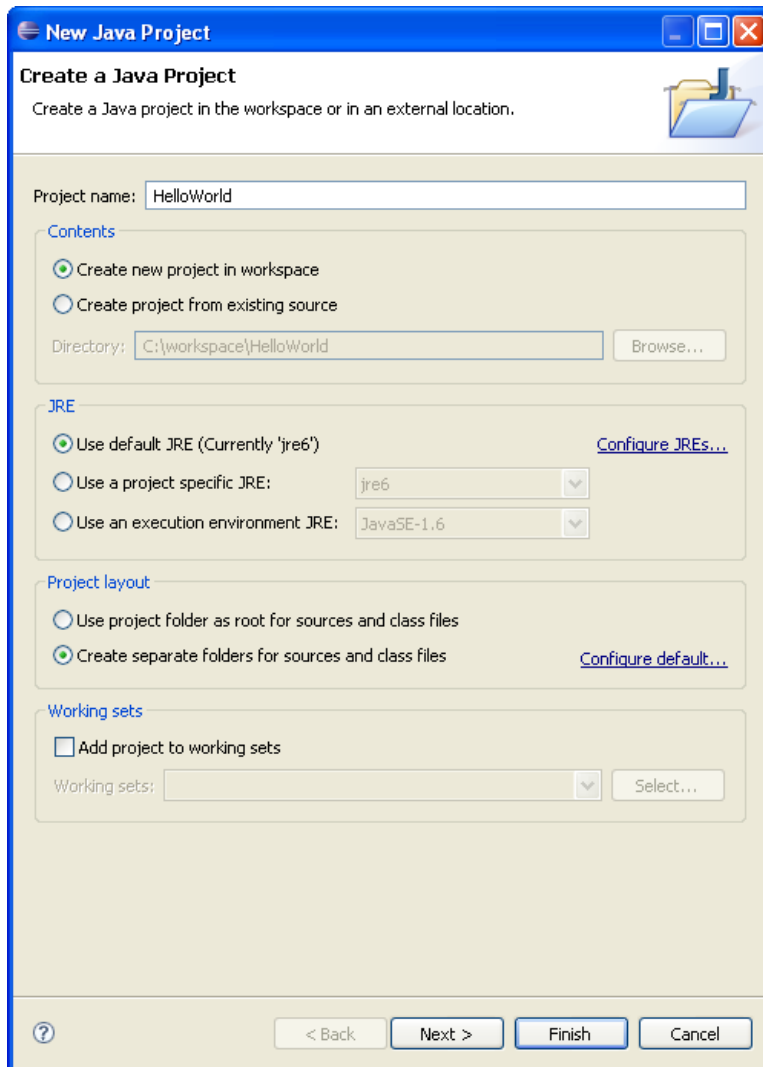 New Java Project
Create a Java Project
Create a Java project in the workspace or in an external location.
Project name: HelloWorld
Contents
Create new project in workspace
Create project from existing source
Directory: C:\workspace\HelloWorld Browse...
JRE
Use default JRE (Currently 'jre6') Configure JREs...
Use a project specific JRE: jre6
Use an execution environment JRE: JavaSE-1.6
Project layout
Use project folder as root for sources and class files
Create separate folders for sources and class files Configure default...
Working sets
Add project to working sets
Working sets: Select...
? < Back Next > Finish Cancel